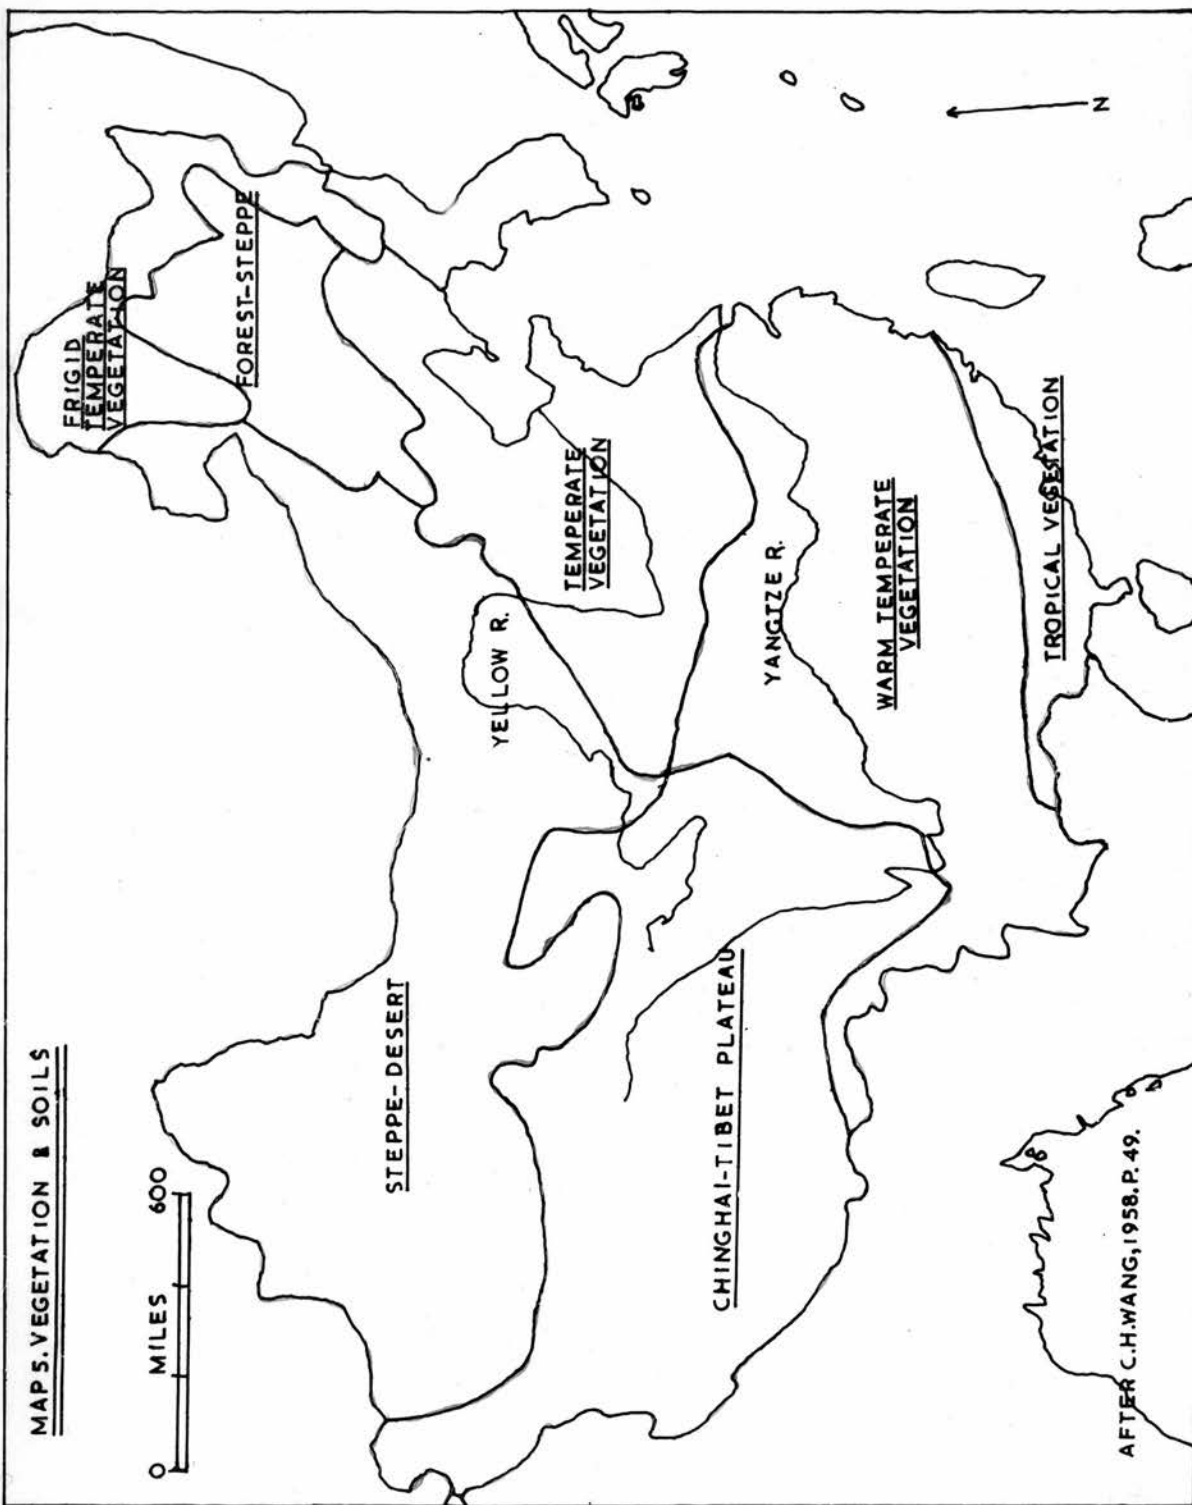 MAP 5. VEGETATION & SOILS
0 MILES 600
FRIGID
TEMPERATE
VEGETATION
FOREST-STEPPE
STEPPE-DESERT
YELLOW R.
TEMPERATE
VEGETATION
CHINGHAI-TIBET PLATEAU
YANGTZE R.
WARM TEMPERATE
VEGETATION
TROPICAL VEGETATION
N
AFTER C.H.WANG,1958.P.49.